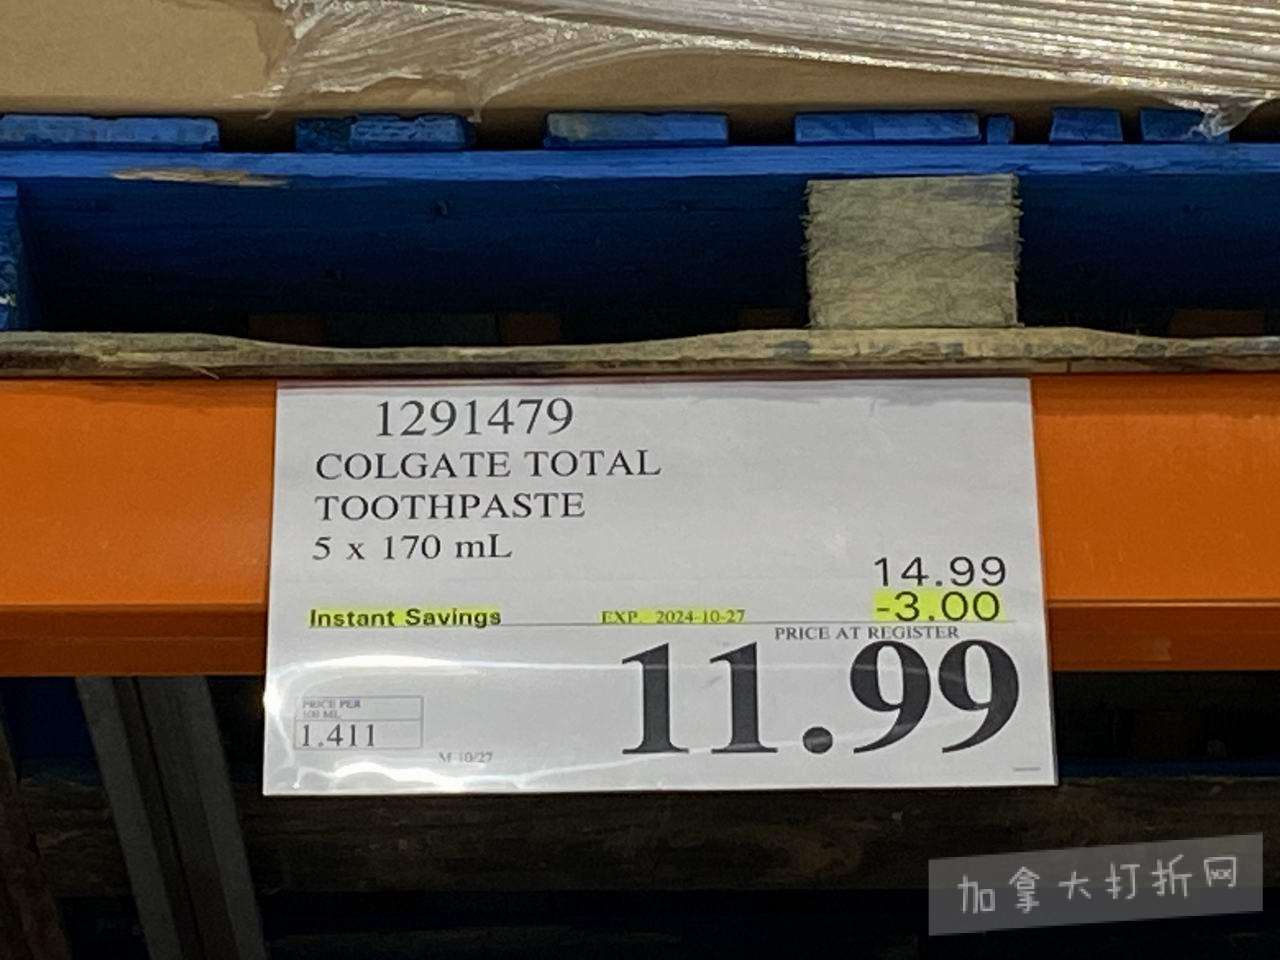 1291479
COLGATE TOTAL
TOOTHPASTE
5 x 170 mL
14.99
Instant Savings EXP. 2024-10-27 -3.00
PRICE AT REGISTER
11.99
PRICE PER
100 ML
1.411
M 10/27
加拿大打折网